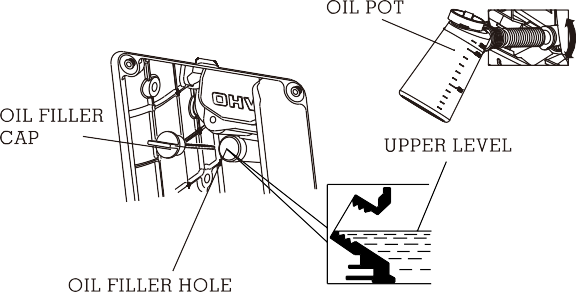 OIL POT
OHV
OIL FILLER
CAP
UPPER LEVEL
OIL FILLER HOLE